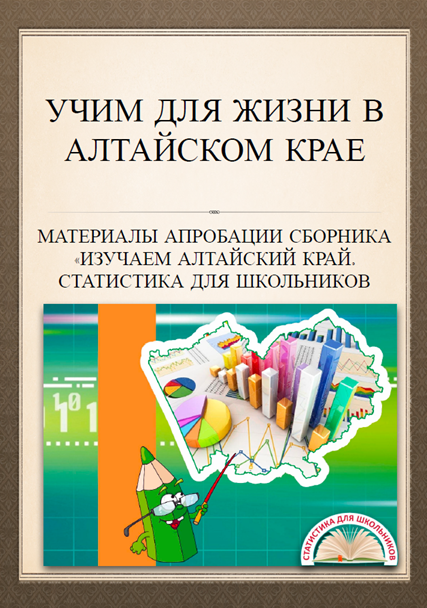 УЧИМ ДЛЯ ЖИЗНИ В
АЛТАЙСКОМ КРАЕ
МАТЕРИАЛЫ АПРОБАЦИИ СБОРНИКА
«ИЗУЧАЕМ АЛТАЙСКИЙ КРАЙ.
СТАТИСТИКА ДЛЯ ШКОЛЬНИКОВ
СТАТИСТИКА ДЛЯ ШКОЛЬНИКОВ